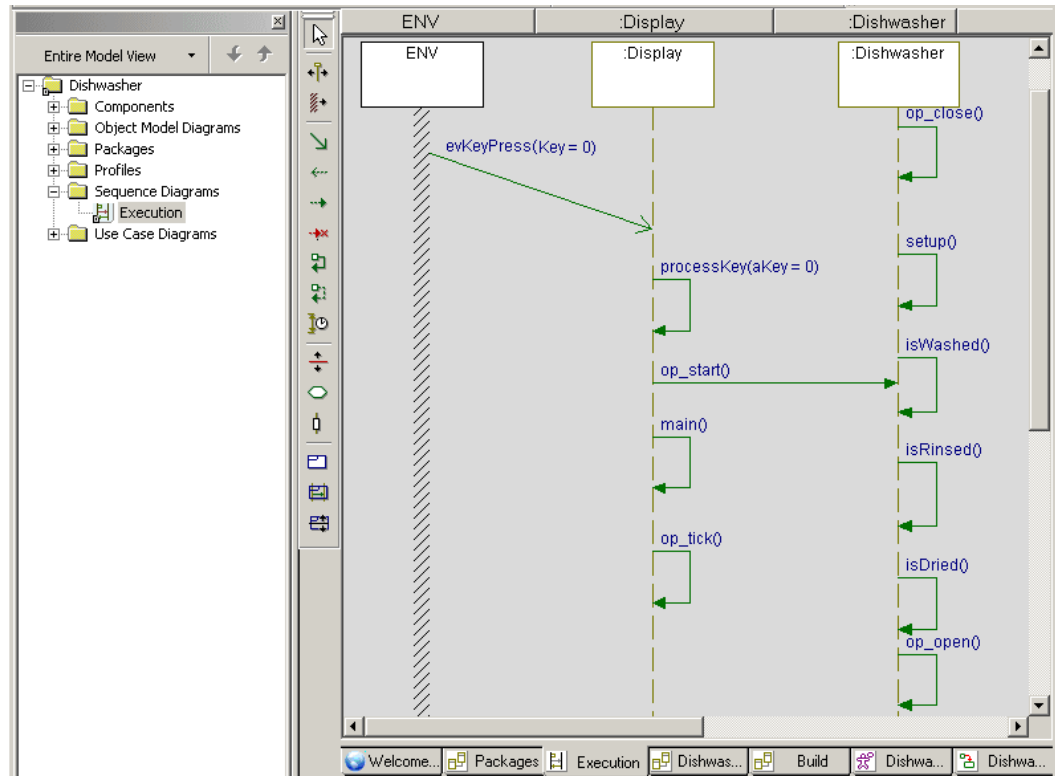 Entire Model View
Dishwasher
Components
Object Model Diagrams
Packages
Profiles
Sequence Diagrams
Execution
Use Case Diagrams
ENV :Display :Dishwasher
ENV :Display :Dishwasher
op_close()
evKeyPress(Key = 0)
setup()
processKey(aKey = 0)
isWashed()
op_start()
main()
isRinsed()
op_tick()
isDried()
op_open()
Welcome... Packages Execution Dishwas... Build Dishwa... Dishwa...